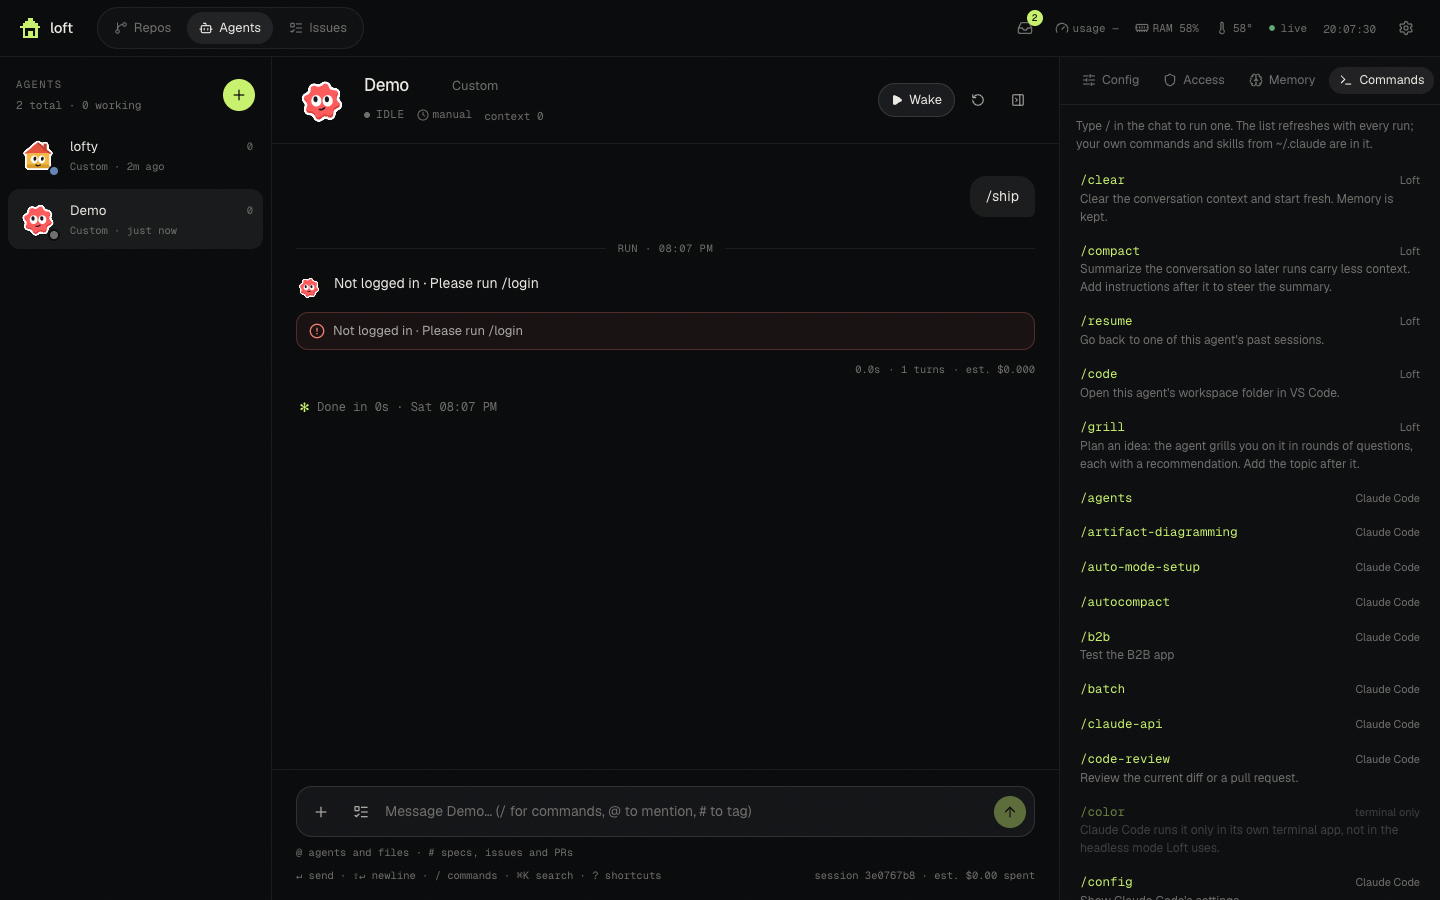 loft
Repos
Agents
Issues
2
usage —
RAM 58%
58°
live
20:07:30
AGENTS
2 total · 0 working
lofty
0
Custom · 2m ago
Demo
0
Custom · just now
Demo
Custom
IDLE
manual
context 0
Wake
/ship
RUN · 08:07 PM
Not logged in · Please run /login
Not logged in · Please run /login
0.0s · 1 turns · est. $0.000
✻ Done in 0s · Sat 08:07 PM
Message Demo… (/ for commands, @ to mention, # to tag)
@ agents and files · # specs, issues and PRs
↵ send · ⇧↵ newline · / commands · ⌘K search · ? shortcuts
session 3e0767b8 · est. $0.00 spent
Config
Access
Memory
Commands
Type / in the chat to run one. The list refreshes with every run;
your own commands and skills from ~/.claude are in it.
/clear
Loft
Clear the conversation context and start fresh. Memory is
kept.
/compact
Loft
Summarize the conversation so later runs carry less context.
Add instructions after it to steer the summary.
/resume
Loft
Go back to one of this agent's past sessions.
/code
Loft
Open this agent's workspace folder in VS Code.
/grill
Loft
Plan an idea: the agent grills you on it in rounds of questions,
each with a recommendation. Add the topic after it.
/agents
Claude Code
/artifact-diagramming
Claude Code
/auto-mode-setup
Claude Code
/autocompact
Claude Code
/b2b
Claude Code
Test the B2B app
/batch
Claude Code
/claude-api
Claude Code
/code-review
Claude Code
Review the current diff or a pull request.
/color
terminal only
Claude Code runs it only in its own terminal app, not in the
headless mode Loft uses.
/config
Claude Code
Show Claude Code's settings